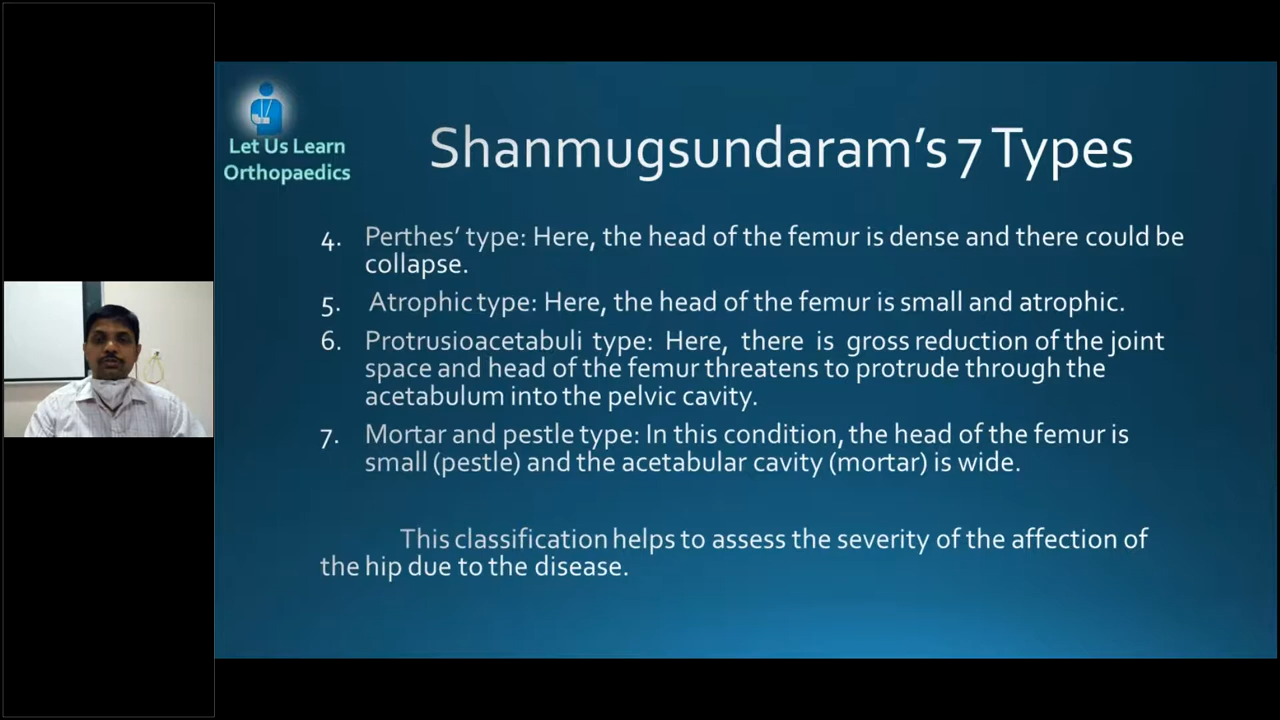 Let Us Learn
Orthopaedics
Shanmugsundaram's 7 Types
4. Perthes' type: Here, the head of the femur is dense and there could be
collapse.
5. Atrophic type: Here, the head of the femur is small and atrophic.
6. Protrusioacetabuli type: Here, there is gross reduction of the joint
space and head of the femur threatens to protrude through the
acetabulum into the pelvic cavity.
7. Mortar and pestle type: In this condition, the head of the femur is
small (pestle) and the acetabular cavity (mortar) is wide.
This classification helps to assess the severity of the affection of
the hip due to the disease.